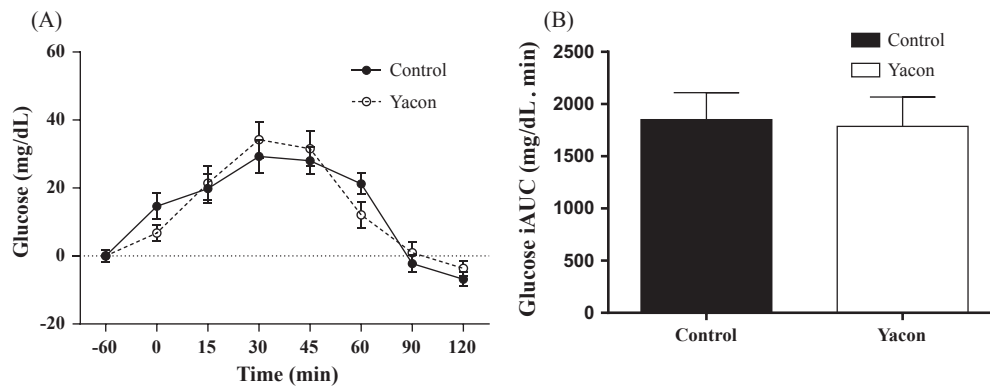 (A)
60
40
20
0
-20
Glucose (mg/dL)
Control
Yacon
-60 0 15 30 45 60 90 120
Time (min)
(B)
2500
2000
1500
1000
500
0
Glucose iAUC (mg/dL . min)
Control
Yacon
Control Yacon